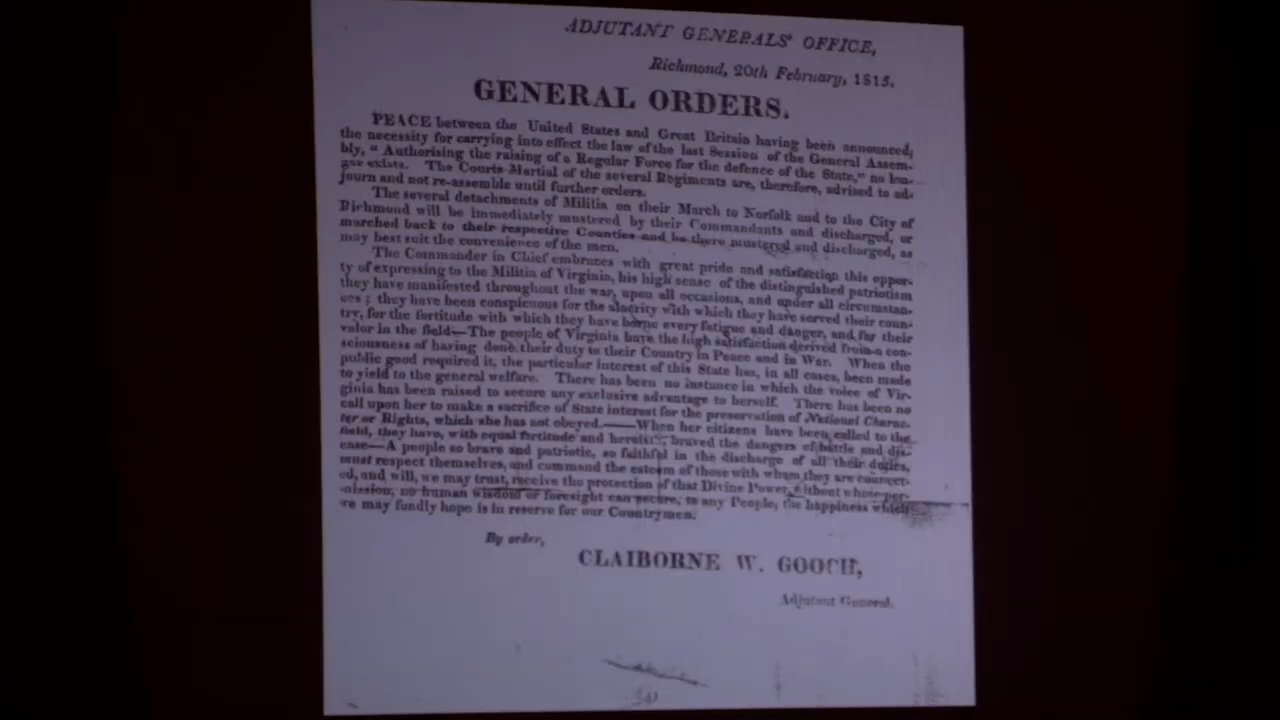 ADJUTANT GENERALS' OFFICE,
Richmond, 20th February, 1815.
GENERAL ORDERS.
PEACE between the United States and Great Britain having been announced,
the necessity for carrying into effect the law of the last Session of the General Assem-
bly, "Authorising the raising of a Regular Force for the defence of the State," no lon-
ger exists. The Courts-Martial of the several Regiments are, therefore, advised to ad-
journ and not re-assemble until further orders.
The several detachments of Militia on their March to Norfolk and to the City of
Richmond will be immediately mustered by their Commandants and discharged, or
marched back to their respective Counties and be there mustered and discharged, as
may best suit the convenience of the men.
The Commander in Chief embraces with great pride and satisfaction this oppor-
ty of expressing to the Militia of Virginia, his high sense of the distinguished patriotism
they have manifested throughout the war, upon all occasions, and under all circumstan-
ces; they have been conspicuous for the alacrity with which they have served their coun-
try, for the fortitude with which they have borne every fatigue and danger, and for their
valor in the field—The people of Virginia have the high satisfaction derived from a con-
sciousness of having done their duty to their Country in Peace and in War. When the
public good required it, the particular interest of this State has, in all cases, been made
to yield to the general welfare. There has been no instance in which the voice of Vir-
ginia has been raised to secure any exclusive advantage to herself. There has been no
call upon her to make a sacrifice of State interest for the preservation of National Charac-
ter or Rights, which she has not obeyed.——When her citizens have been called to the
field, they have, with equal fortitude and heroism, braved the dangers of battle and dis-
ease—A people so brave and patriotic, so faithful in the discharge of all their duties,
must respect themselves, and command the esteem of those with whom they are connect-
ed, and will, we may trust, receive the protection of that Divine Power, without whose per-
mission, no human wisdom or foresight can secure, to any People, the happiness which
we may fondly hope is in reserve for our Countrymen.
By order,
CLAIBORNE W. GOOCH,
Adjutant General.